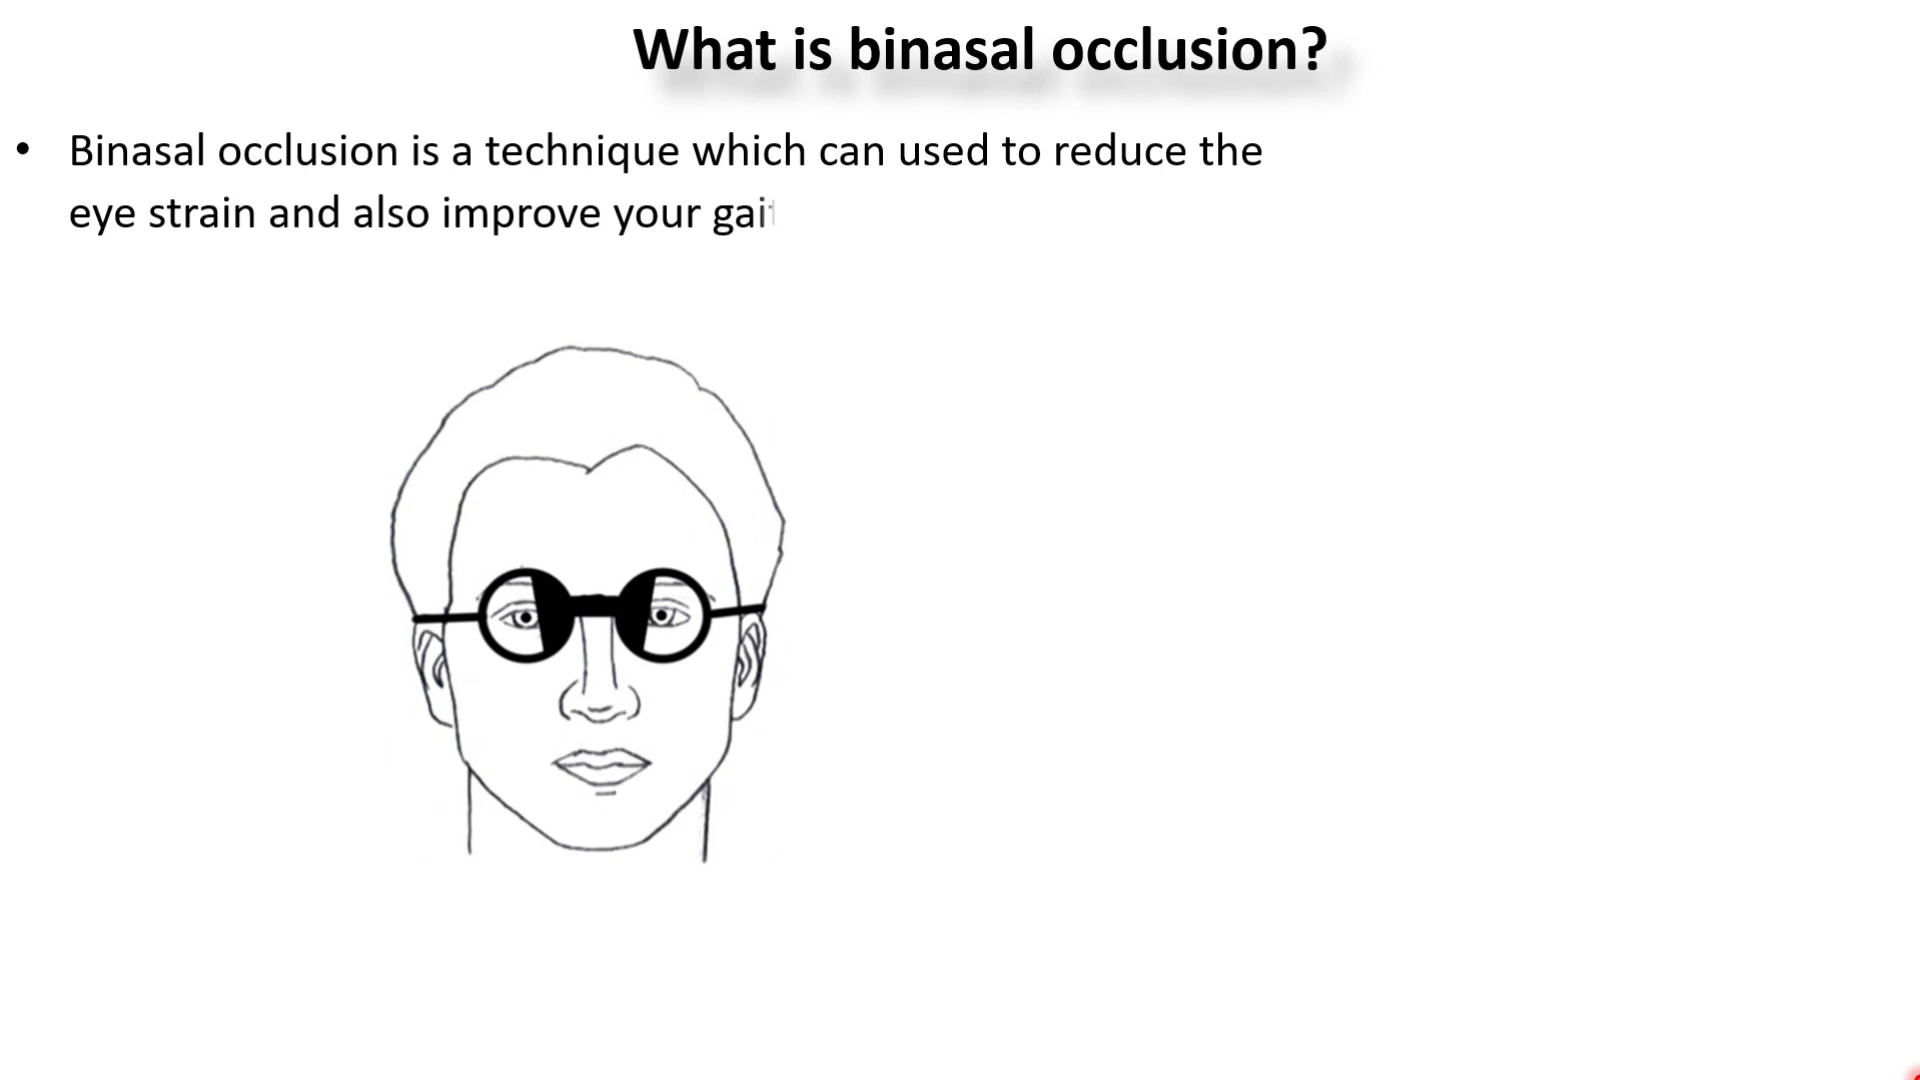 What is binasal occlusion?
• Binasal occlusion is a technique which can used to reduce the
eye strain and also improve your gait